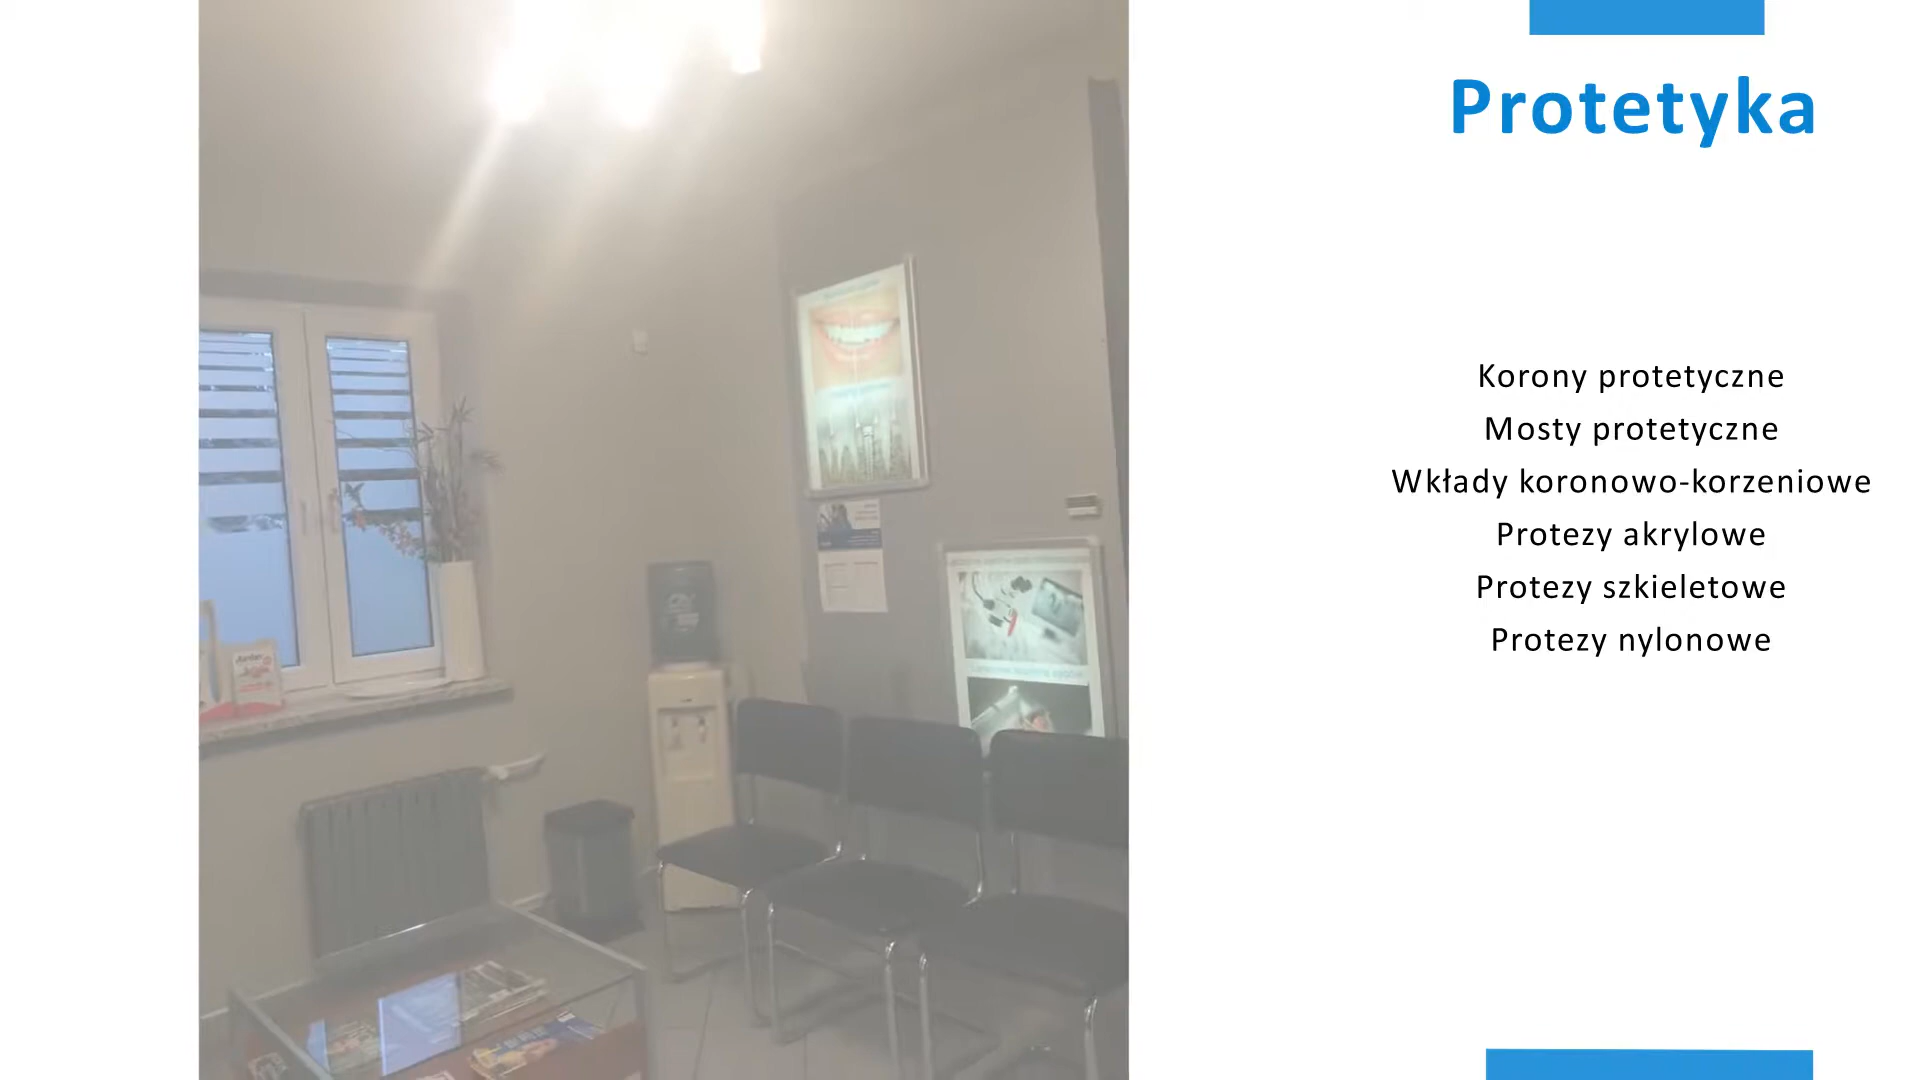 Protetyka
Korony protetyczne
Mosty protetyczne
Wkłady koronowo-korzeniowe
Protezy akrylowe
Protezy szkieletowe
Protezy nylonowe